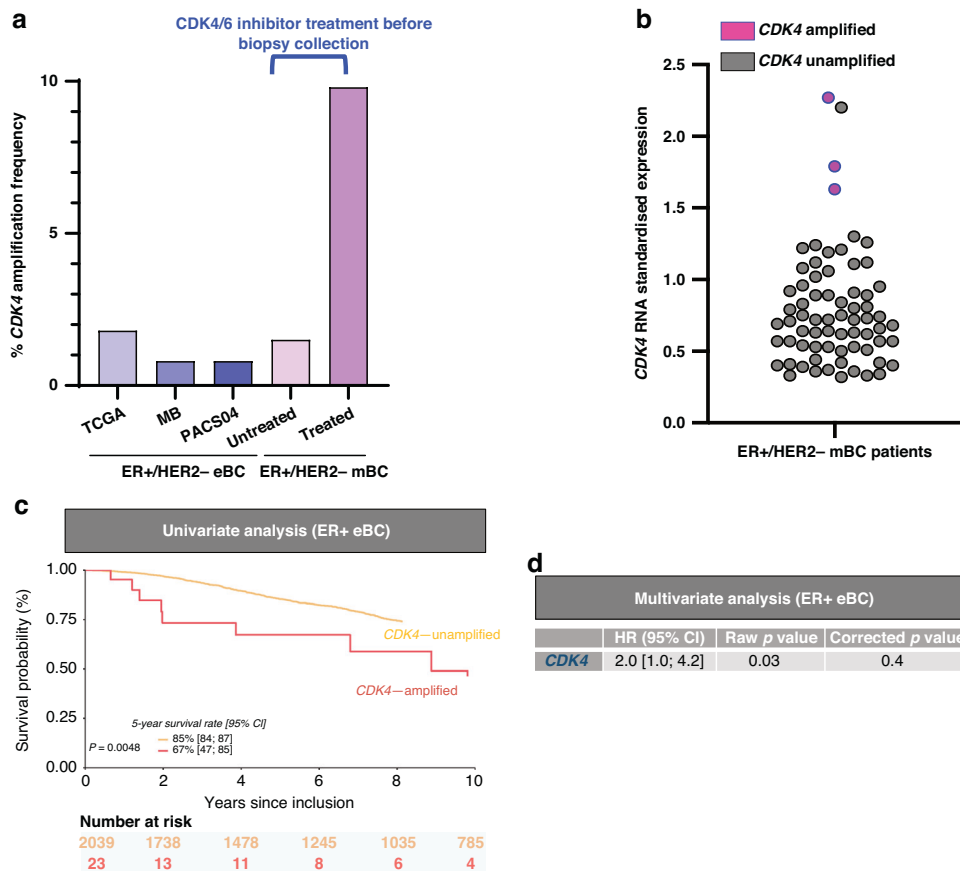 a
CDK4/6 inhibitor treatment before
biopsy collection
% CDK4 amplification frequency
10
5
0
TCGA
MB
PACS04
Untreated
Treated
ER+/HER2– eBC
ER+/HER2– mBC
b
CDK4 amplified
CDK4 unamplified
CDK4 RNA standardised expression
2.5
2.0
1.5
1.0
0.5
0.0
ER+/HER2– mBC patients
c
Univariate analysis (ER+ eBC)
Survival probability (%)
1.00
0.75
0.50
0.25
0.00
CDK4—unamplified
CDK4—amplified
5-year survival rate [95% CI]
85% [84; 87]
67% [47; 85]
P = 0.0048
0 2 4 6 8 10
Years since inclusion
Number at risk
2039 1738 1478 1245 1035 785
23 13 11 8 6 4
d
Multivariate analysis (ER+ eBC)
HR (95% CI) Raw p value Corrected p value
CDK4 2.0 [1.0; 4.2] 0.03 0.4